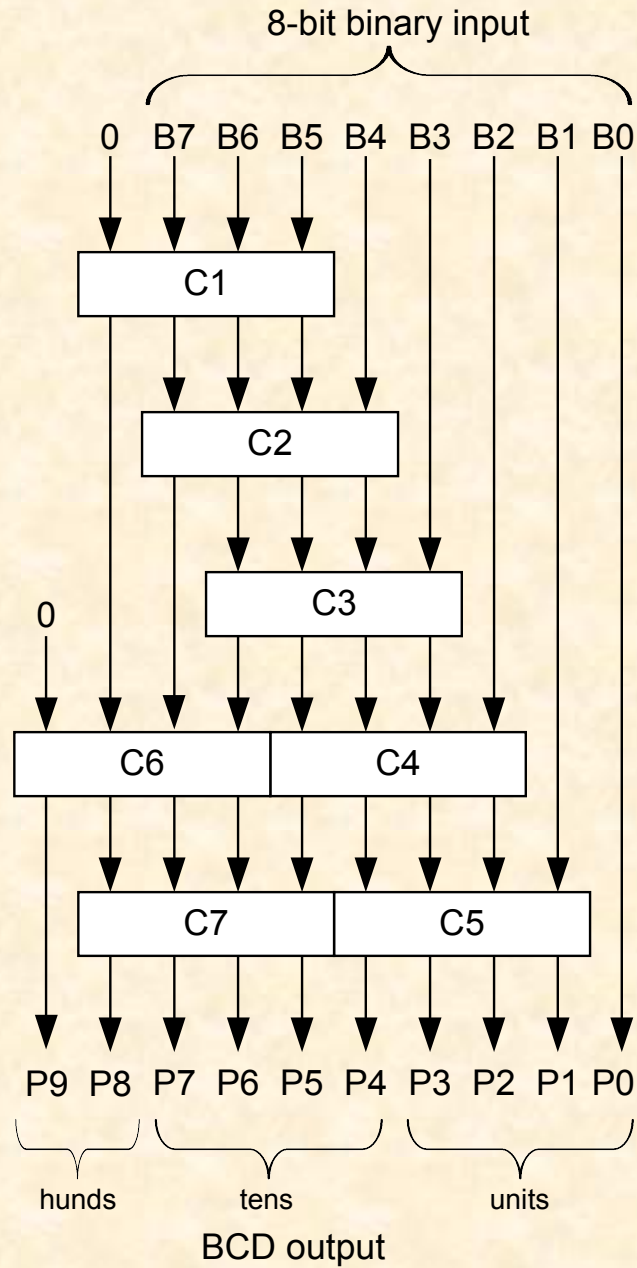 8-bit binary input
0 B7 B6 B5 B4 B3 B2 B1 B0
C1
C2
C3
0
C6 C4
C7 C5
P9 P8 P7 P6 P5 P4 P3 P2 P1 P0
hunds tens units
BCD output